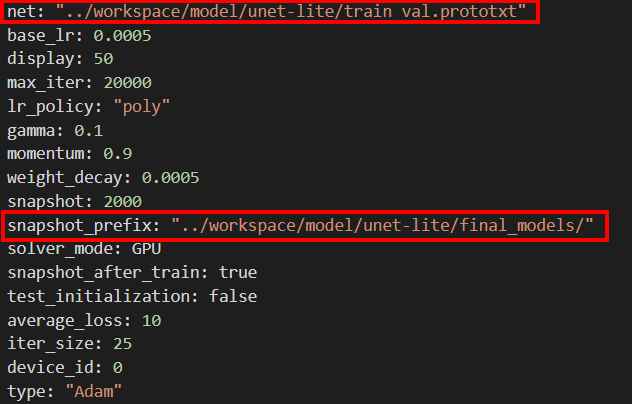 net: "../workspace/model/unet-lite/train_val.prototxt"
base_lr: 0.0005
display: 50
max_iter: 20000
lr_policy: "poly"
gamma: 0.1
momentum: 0.9
weight_decay: 0.0005
snapshot: 2000
snapshot_prefix: "../workspace/model/unet-lite/final_models/"
solver_mode: GPU
snapshot_after_train: true
test_initialization: false
average_loss: 10
iter_size: 25
device_id: 0
type: "Adam"